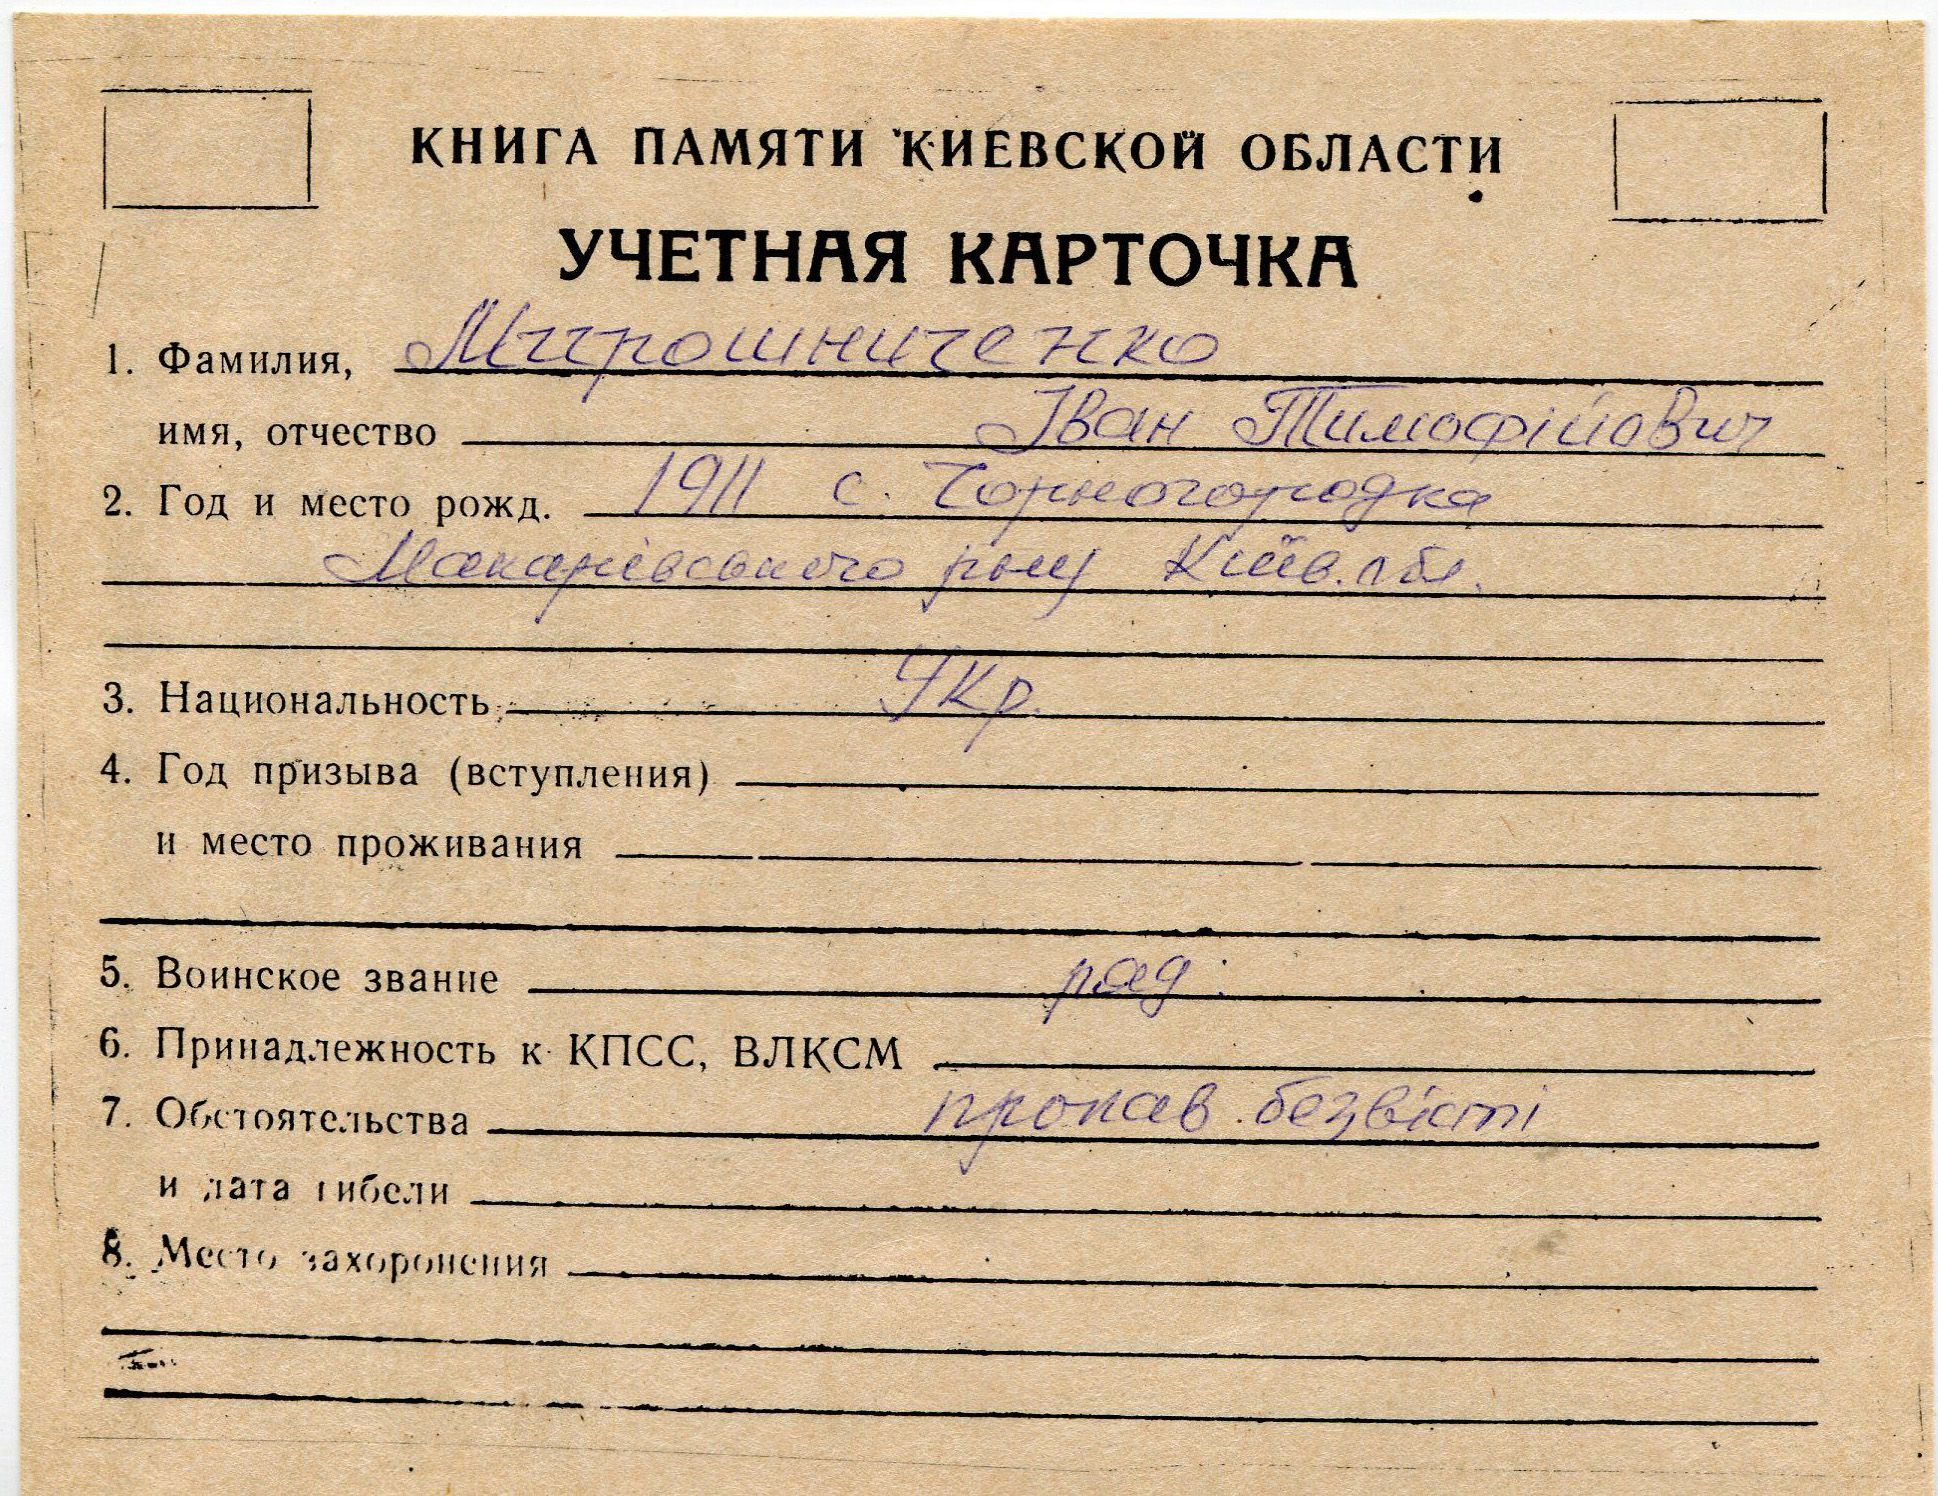 КНИГА ПАМЯТИ КИЕВСКОЙ ОБЛАСТИ
УЧЕТНАЯ КАРТОЧКА
1. Фамилия, Мирошниченко
имя, отчество Іван Тимофійович
2. Год и место рожд. 1911 с. Чорногородка
Макарівського р-ну Київ. обл.
3. Национальность Укр.
4. Год призыва (вступления)
и место проживания
5. Воинское звание ряд.
6. Принадлежность к КПСС, ВЛКСМ
7. Обстоятельства пропав безвісті
и дата гибели
8. Место захоронения